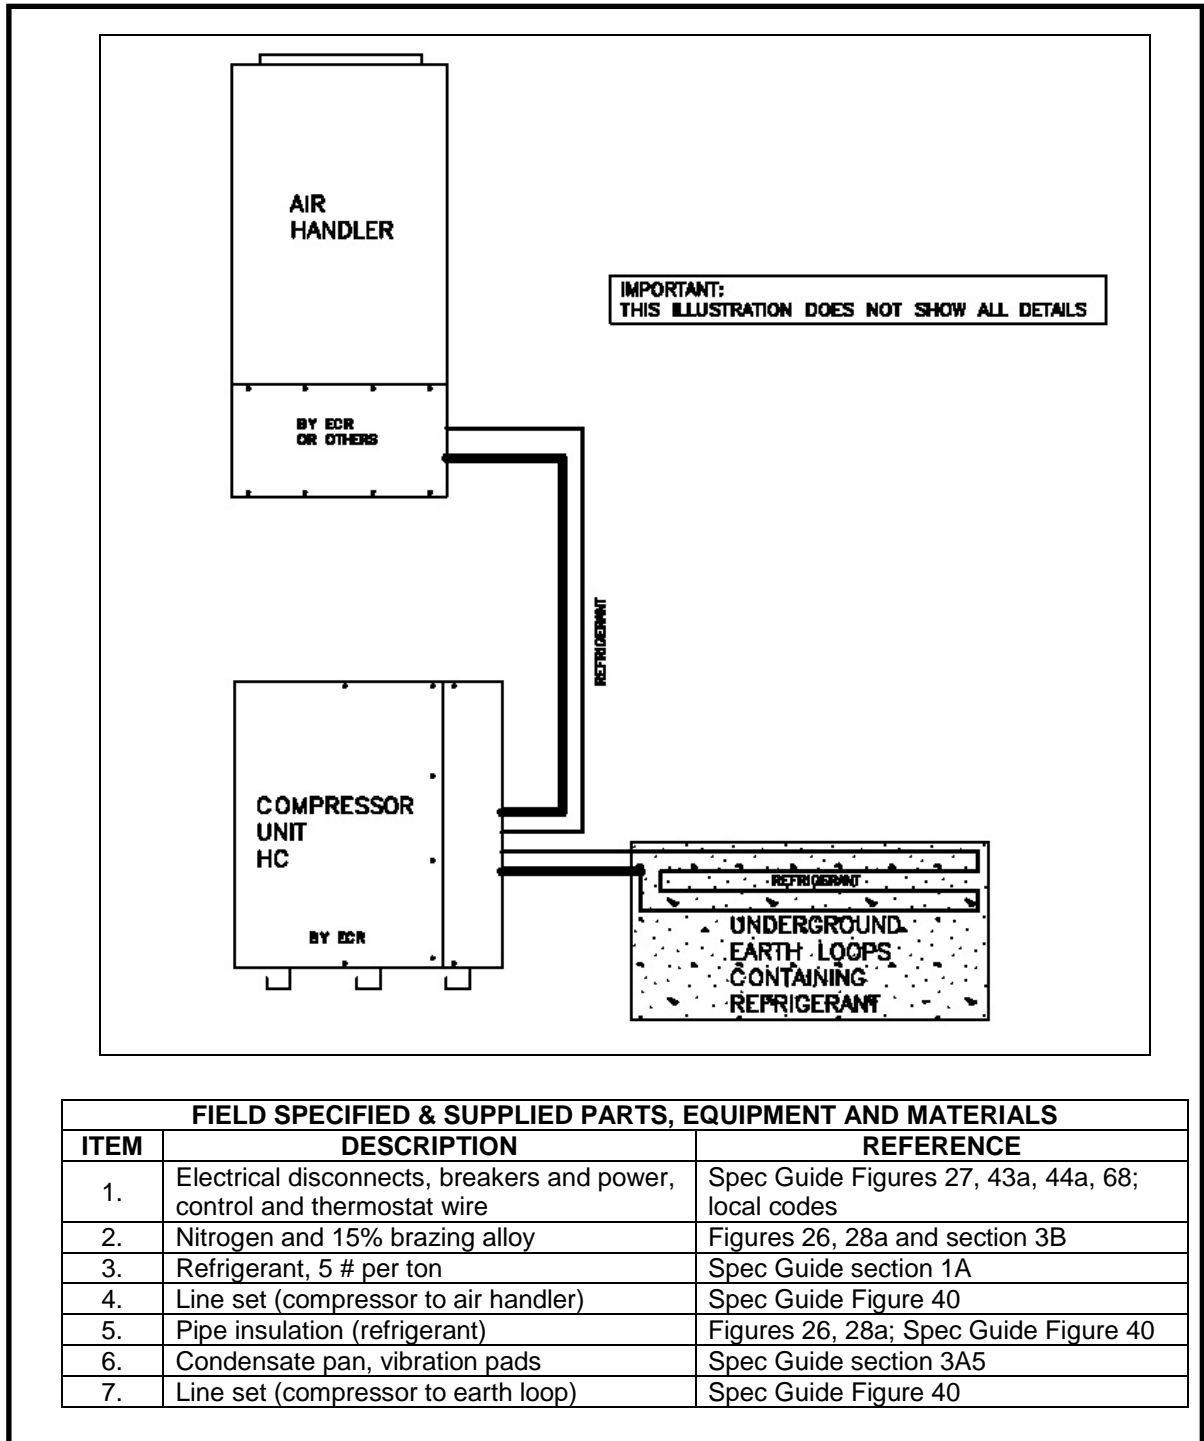 AIR
HANDLER
IMPORTANT:
THIS ILLUSTRATION DOES NOT SHOW ALL DETAILS
BY ECR
OR OTHERS
REFRIGERANT
COMPRESSOR
UNIT
HC
BY ECR
REFRIGERANT
UNDERGROUND
EARTH LOOPS
CONTAINING
REFRIGERANT
FIELD SPECIFIED & SUPPLIED PARTS, EQUIPMENT AND MATERIALS
ITEM DESCRIPTION REFERENCE
1. Electrical disconnects, breakers and power, Spec Guide Figures 27, 43a, 44a, 68;
control and thermostat wire local codes
2. Nitrogen and 15% brazing alloy Figures 26, 28a and section 3B
3. Refrigerant, 5 # per ton Spec Guide section 1A
4. Line set (compressor to air handler) Spec Guide Figure 40
5. Pipe insulation (refrigerant) Figures 26, 28a; Spec Guide Figure 40
6. Condensate pan, vibration pads Spec Guide section 3A5
7. Line set (compressor to earth loop) Spec Guide Figure 40